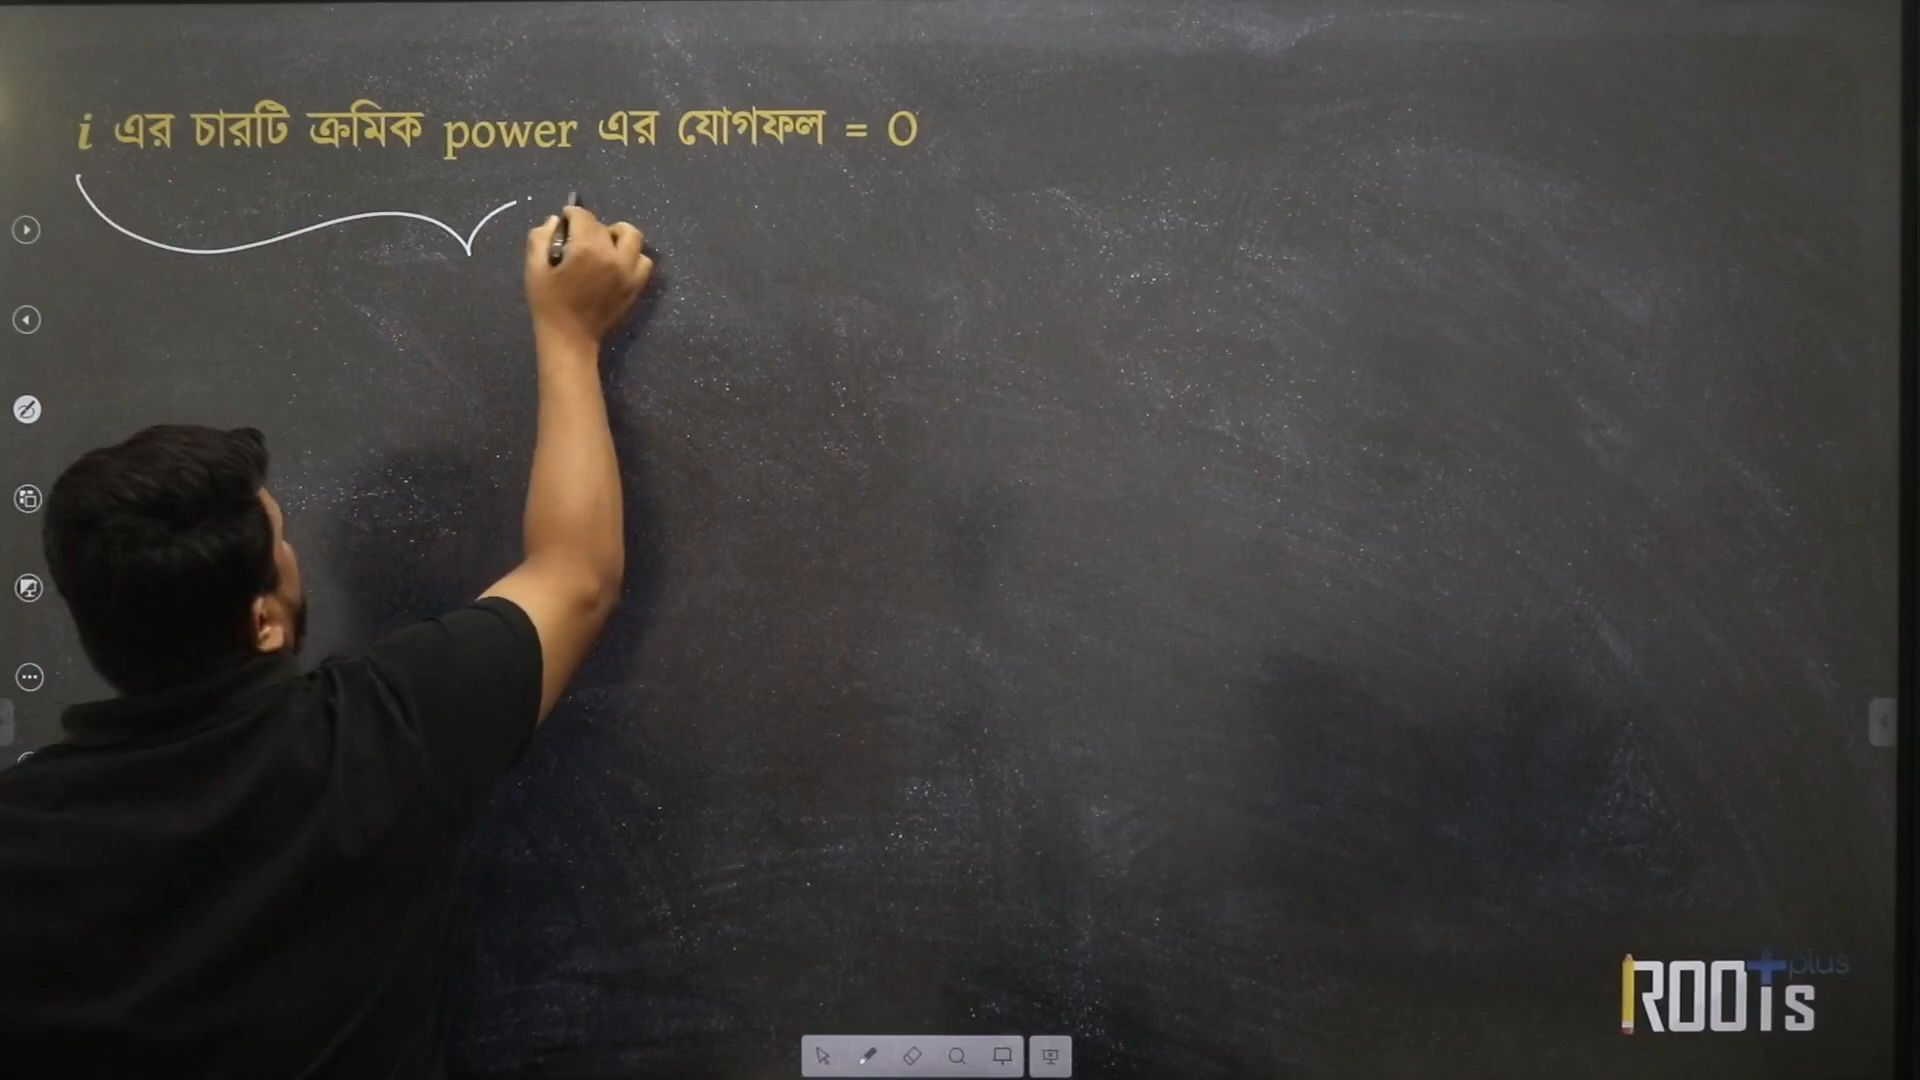 i এর চারটি ক্রমিক power এর যোগফল = 0
ROOTs
plus